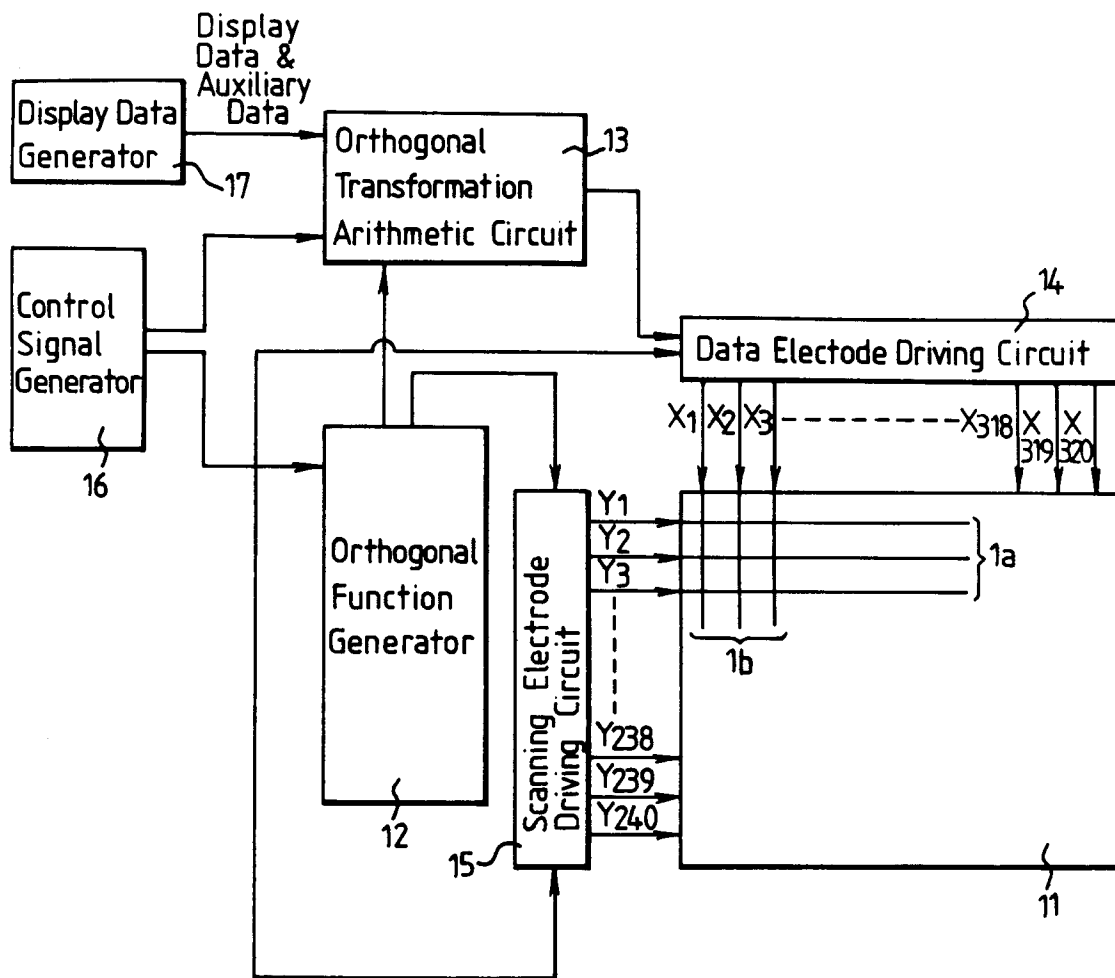 Display
Data &
Auxiliary
Data
Display Data
Generator
17
Orthogonal
Transformation
Arithmetic Circuit
13
Control
Signal
Generator
16
14
Data Electode Driving Circuit
X1 X2 X3 X318 X319 X320
Orthogonal
Function
Generator
12
Scanning Electrode
Driving Circuit
15
Y1
Y2
Y3
Y238
Y239
Y240
1a
1b
11